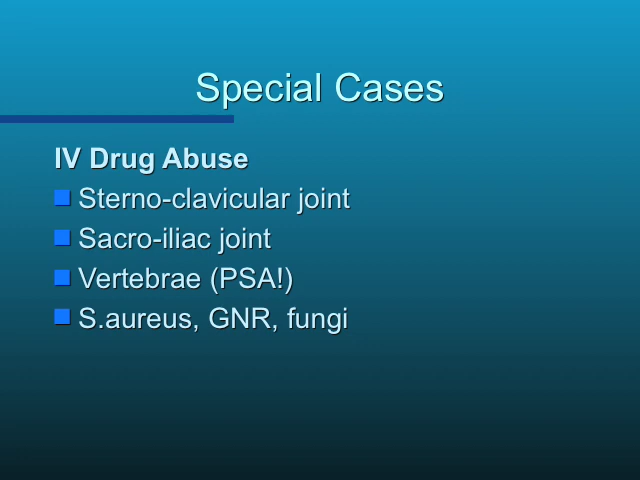 Special Cases
IV Drug Abuse
Sterno-clavicular joint
Sacro-iliac joint
Vertebrae (PSA!)
S.aureus, GNR, fungi